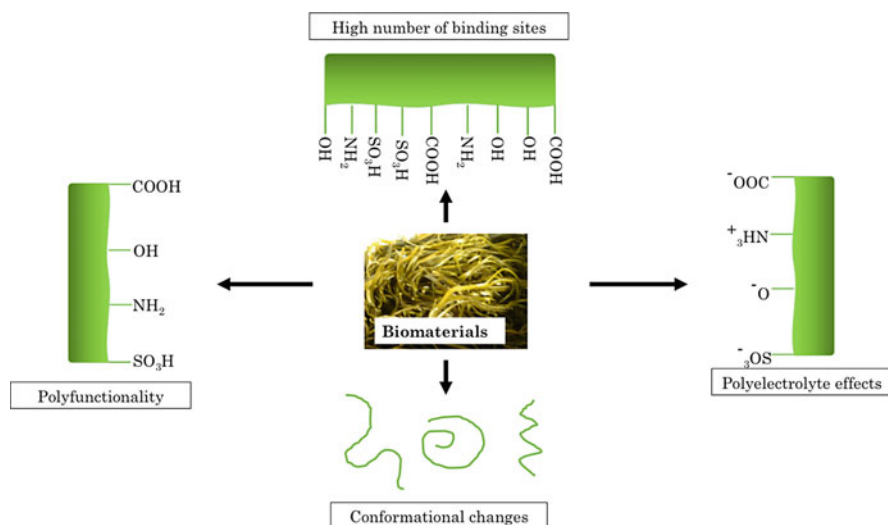 High number of binding sites
OH
NH₂
SO₃H
SO₃H
COOH
NH₂
OH
OH
COOH
COOH
OH
NH₂
SO₃H
Polyfunctionality
Biomaterials
⁻OOC
⁺₃HN
⁻O
⁻₃OS
Polyelectrolyte effects
Conformational changes